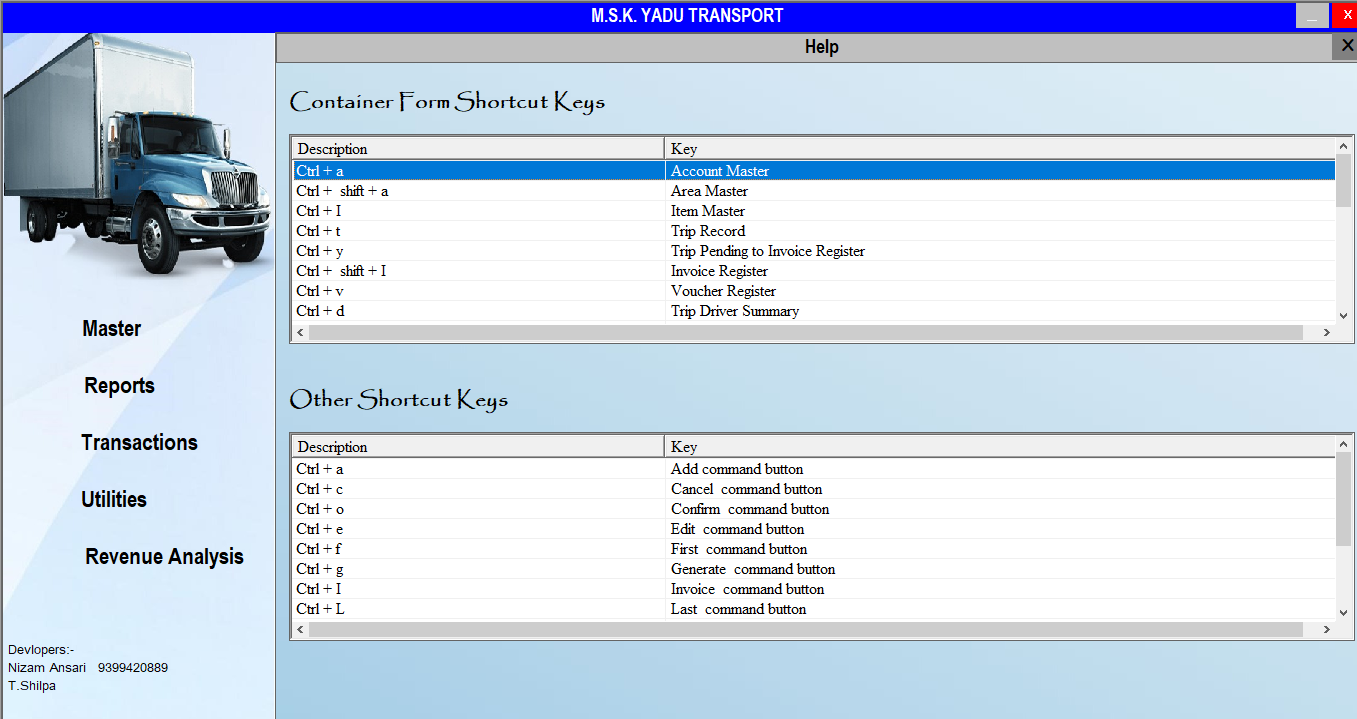 M.S.K. YADU TRANSPORT
_ X
Help X
Container Form Shortcut Keys
Description Key
Ctrl + a Account Master
Ctrl + shift + a Area Master
Ctrl + I Item Master
Ctrl + t Trip Record
Ctrl + y Trip Pending to Invoice Register
Ctrl + shift + I Invoice Register
Ctrl + v Voucher Register
Ctrl + d Trip Driver Summary
Master
Reports
Transactions
Utilities
Revenue Analysis
Other Shortcut Keys
Description Key
Ctrl + a Add command button
Ctrl + c Cancel command button
Ctrl + o Confirm command button
Ctrl + e Edit command button
Ctrl + f First command button
Ctrl + g Generate command button
Ctrl + I Invoice command button
Ctrl + L Last command button
Devlopers:-
Nizam Ansari 9399420889
T.Shilpa